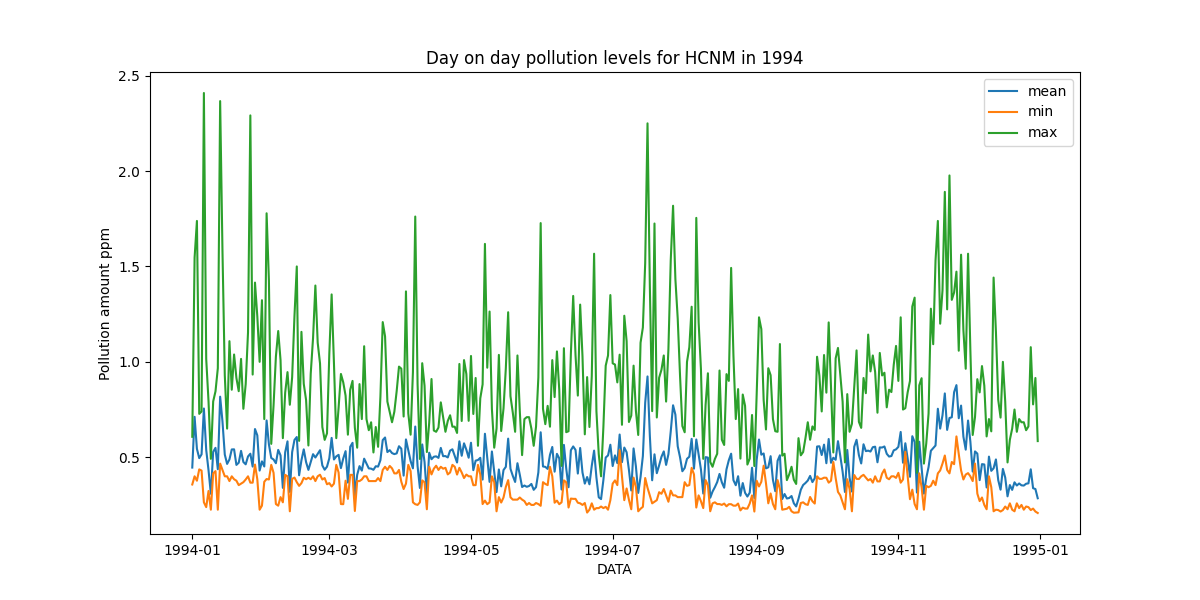 Day on day pollution levels for HCNM in 1994
mean
min
max
Pollution amount ppm
2.5
2.0
1.5
1.0
0.5
1994-01
1994-03
1994-05
1994-07
1994-09
1994-11
1995-01
DATA